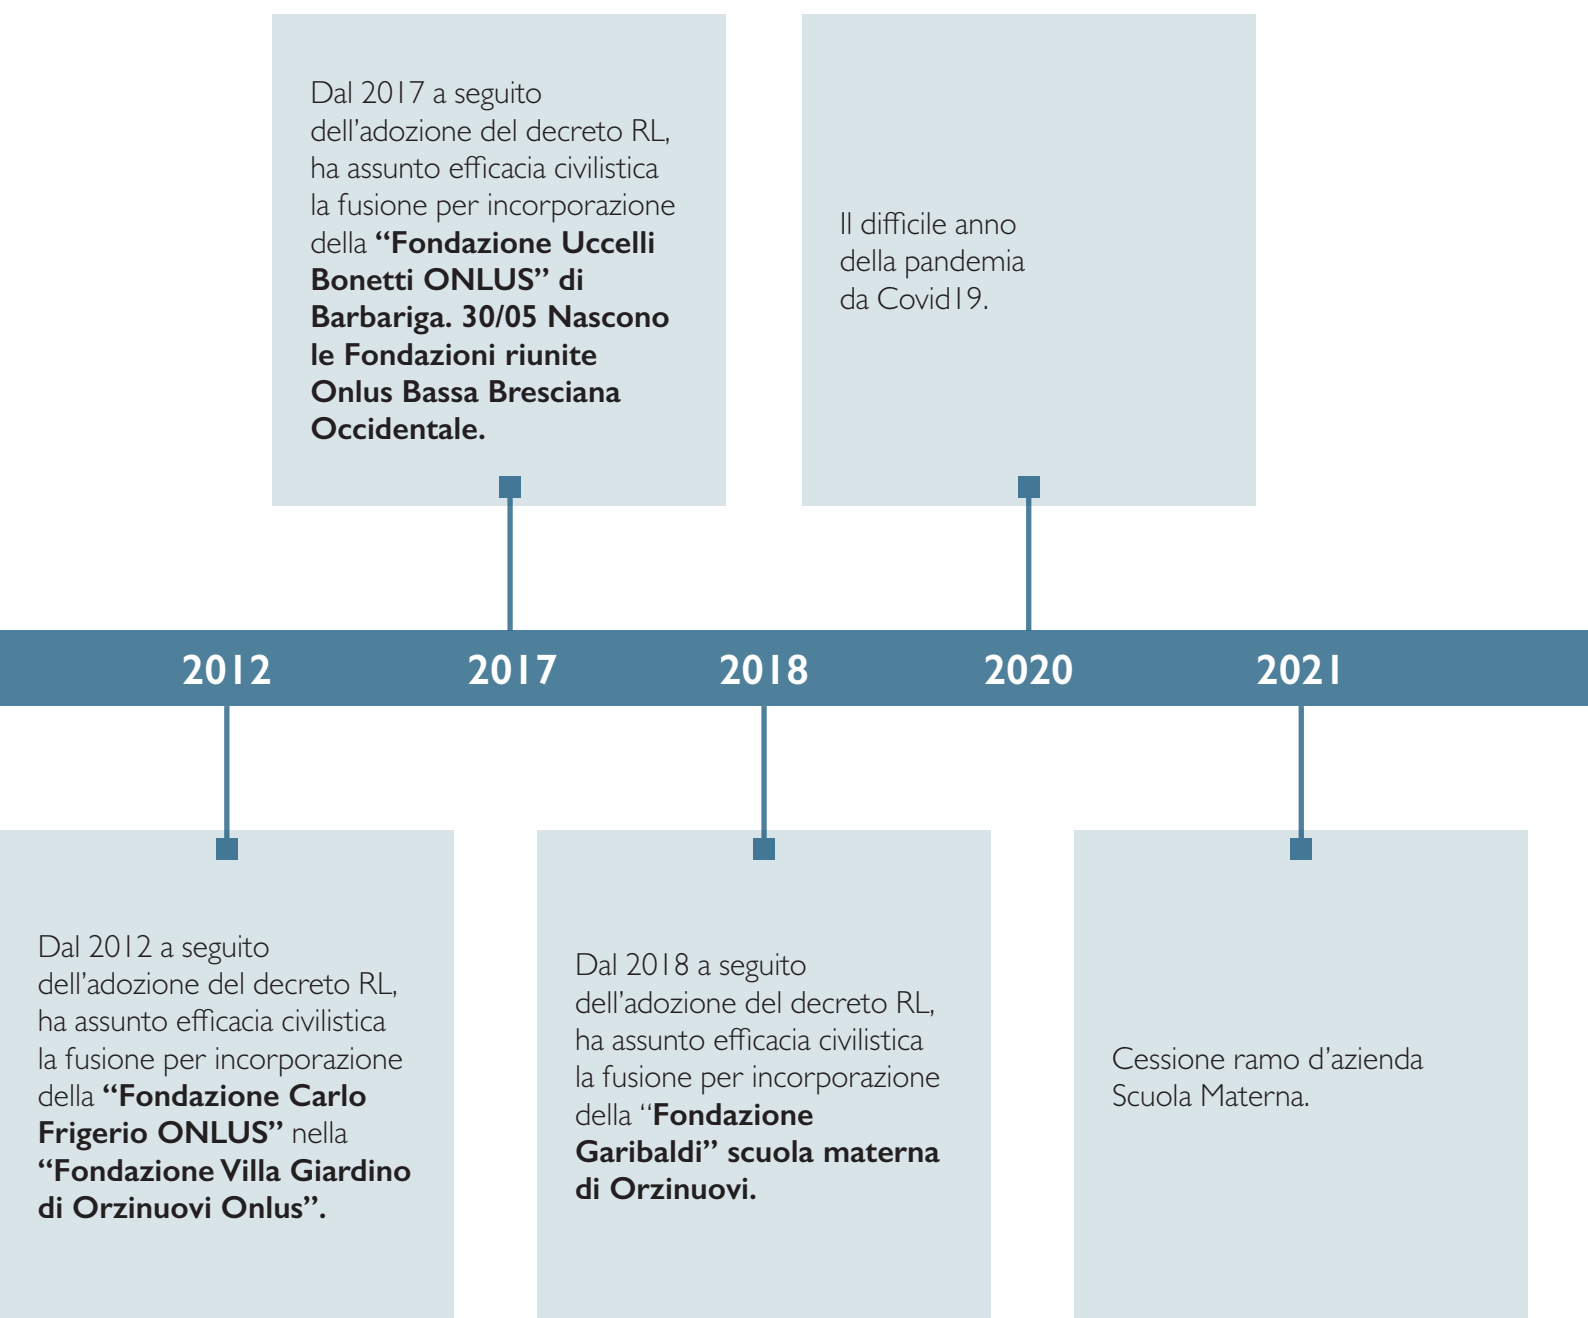 Dal 2017 a seguito
dell’adozione del decreto RL,
ha assunto efficacia civilistica
la fusione per incorporazione
della “Fondazione Uccelli
Bonetti ONLUS” di
Barbariga. 30/05 Nascono
le Fondazioni riunite
Onlus Bassa Bresciana
Occidentale.
Il difficile anno
della pandemia
da Covid19.
2012 2017 2018 2020 2021
Dal 2012 a seguito
dell’adozione del decreto RL,
ha assunto efficacia civilistica
la fusione per incorporazione
della “Fondazione Carlo
Frigerio ONLUS” nella
“Fondazione Villa Giardino
di Orzinuovi Onlus”.
Dal 2018 a seguito
dell’adozione del decreto RL,
ha assunto efficacia civilistica
la fusione per incorporazione
della “Fondazione
Garibaldi” scuola materna
di Orzinuovi.
Cessione ramo d’azienda
Scuola Materna.